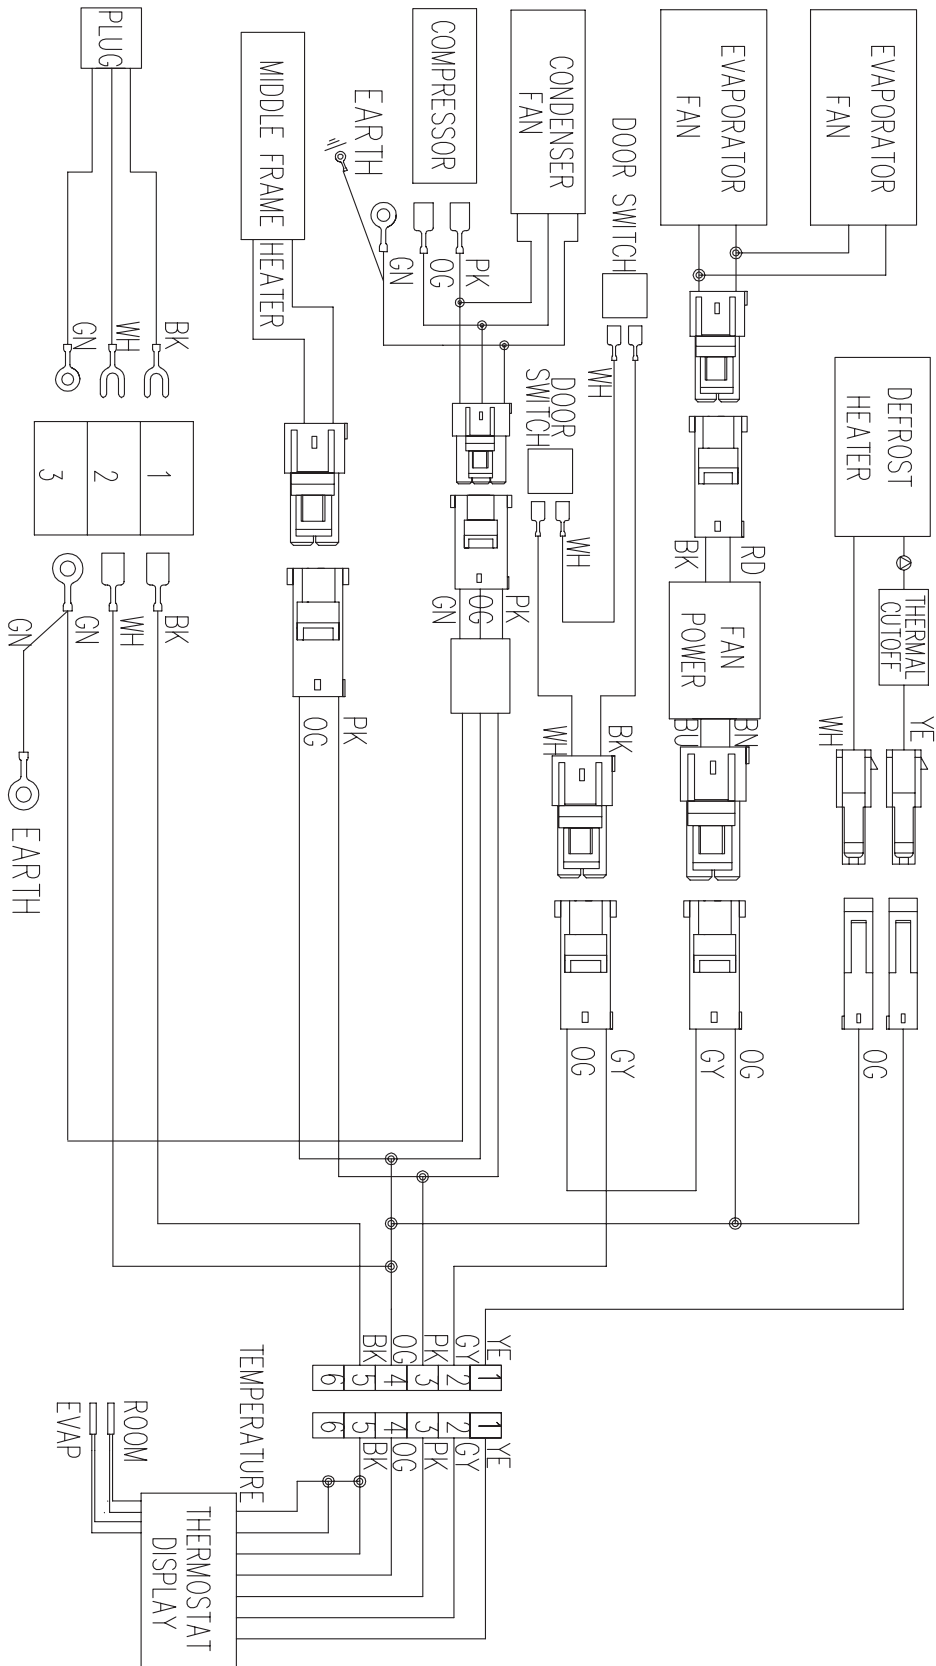 PLUG
MIDDLE FRAME HEATER
EARTH
COMPRESSOR
CONDENSER
FAN
DOOR SWITCH
EVAPORATOR
FAN
EVAPORATOR
FAN
GN
WH
BK
GN
OG
PK
WH
DOOR
SWITCH
WH
DEFROST
HEATER
3
2
1
GN
GN
WH
BK
EARTH
OG
PK
GN
OG
PK
WH
BK
BK
RD
FAN
POWER
BU
BN
THERMAL
CUTOFF
WH
YE
OG
GY
GY
OG
OG
BK
OG
PK
GY
YE
6
5
4
3
2
1
6
5
4
3
2
1
BK
OG
PK
GY
YE
TEMPERATURE
ROOM
EVAP
THERMOSTAT
DISPLAY